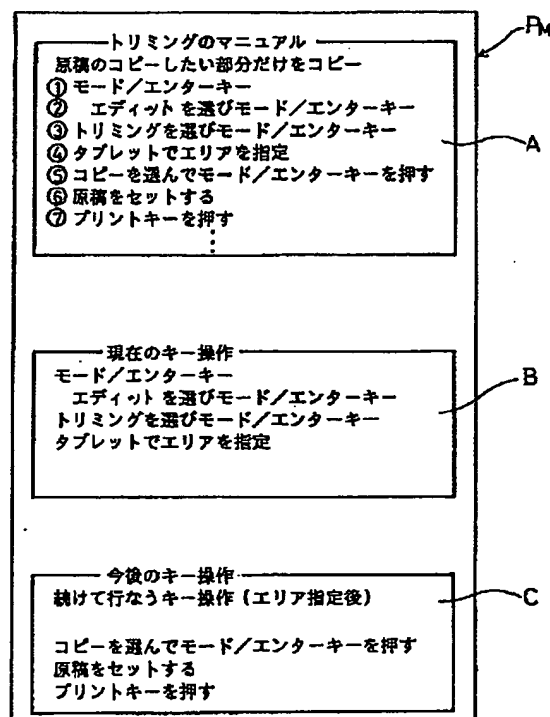 トリミングのマニュアル
原稿のコピーしたい部分だけをコピー
① モード/エンターキー
② エディットを選びモード/エンターキー
③ トリミングを選びモード/エンターキー
④ タブレットでエリアを指定
⑤ コピーを選んでモード/エンターキーを押す
⑥ 原稿をセットする
⑦ プリントキーを押す
⋮
PM
A
現在のキー操作
モード/エンターキー
エディットを選びモード/エンターキー
トリミングを選びモード/エンターキー
タブレットでエリアを指定
B
今後のキー操作
続けて行なうキー操作(エリア指定後)
コピーを選んでモード/エンターキーを押す
原稿をセットする
プリントキーを押す
C